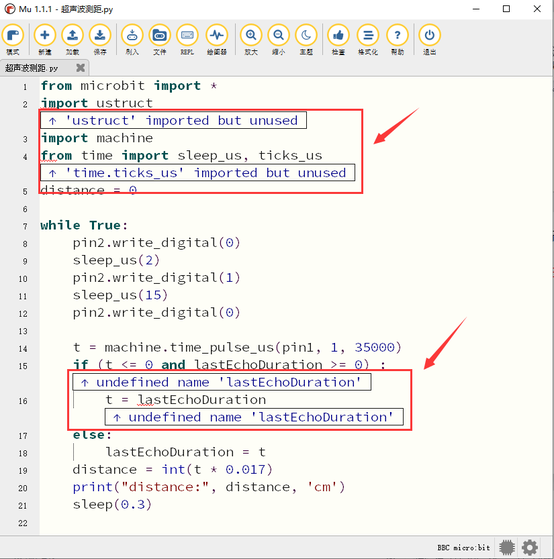 Mu 1.1.1 - 超声波测距.py
模式 新建 加载 保存 刷入 文件 REPL 绘图器 放大 缩小 主题 检查 格式化 帮助 退出
超声波测距.py
1 from microbit import *
2 import ustruct
↑ 'ustruct' imported but unused
3 import machine
4 from time import sleep_us, ticks_us
↑ 'time.ticks_us' imported but unused
5 distance = 0
6
7 while True:
8 pin2.write_digital(0)
9 sleep_us(2)
10 pin2.write_digital(1)
11 sleep_us(15)
12 pin2.write_digital(0)
13
14 t = machine.time_pulse_us(pin1, 1, 35000)
15 if (t <= 0 and lastEchoDuration >= 0) :
↑ undefined name 'lastEchoDuration'
16 t = lastEchoDuration
↑ undefined name 'lastEchoDuration'
17 else:
18 lastEchoDuration = t
19 distance = int(t * 0.017)
20 print("distance:", distance, 'cm')
21 sleep(0.3)
22
BBC micro:bit